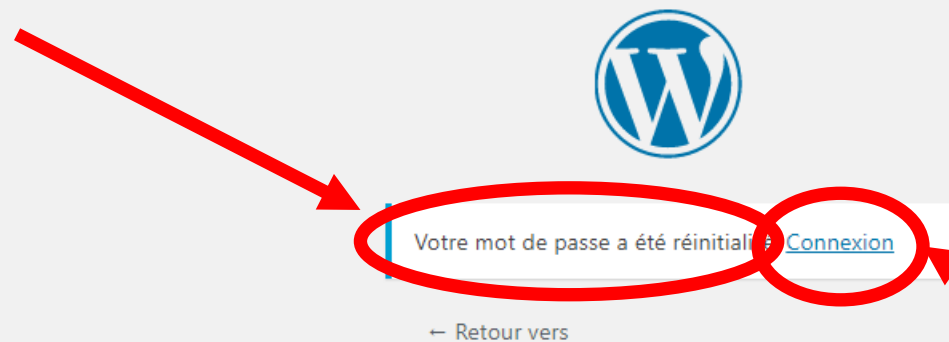 Votre mot de passe a été réinitialisé. Connexion
← Retour vers